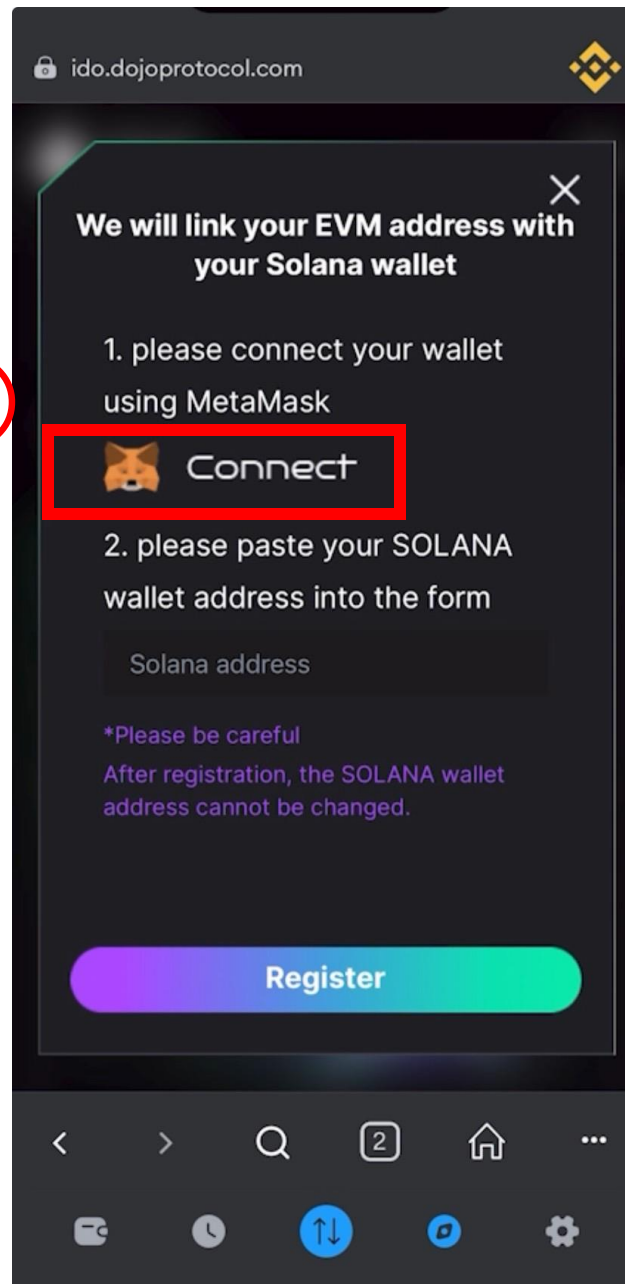 ido.dojoprotocol.com
We will link your EVM address with
your Solana wallet
1. please connect your wallet
using MetaMask
Connect
2. please paste your SOLANA
wallet address into the form
Solana address
*Please be careful
After registration, the SOLANA wallet
address cannot be changed.
Register
2